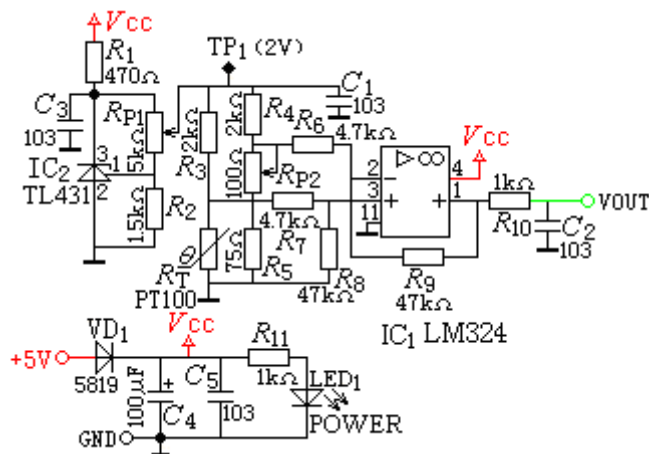 VCC
TP1 (2V)
R1
470Ω
C3
103
RP1
5kΩ
2kΩ
R3
R4
2kΩ
C1
103
R6
4.7kΩ
100Ω
RP2
IC2
TL431
3
1
2
R2
1.5kΩ
4.7kΩ
R7
θ
RT
PT100
75Ω
R5
R8
47kΩ
2
3
11
▷ ∞
−
+
+
4
1
VCC
1kΩ
R10
VOUT
C2
103
R9
47kΩ
IC1 LM324
VD1
VCC
+5V
5819
100μF
+
C4
C5
103
R11
1kΩ
LED1
POWER
GND